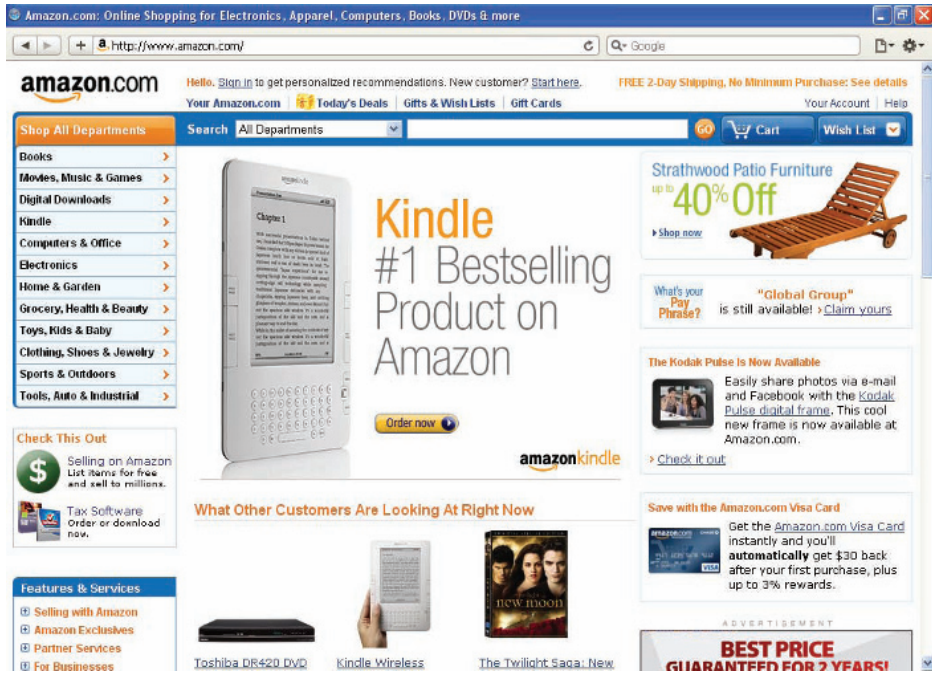 Amazon.com: Online Shopping for Electronics, Apparel, Computers, Books, DVDs & more
http://www.amazon.com/
Google
amazon.com
Hello. Sign in to get personalized recommendations. New customer? Start here.
FREE 2-Day Shipping, No Minimum Purchase: See details
Your Amazon.com
Today's Deals
Gifts & Wish Lists
Gift Cards
Your Account
Help
Shop All Departments
Search
All Departments
GO
Cart
Wish List
Books
Movies, Music & Games
Digital Downloads
Kindle
Computers & Office
Electronics
Home & Garden
Grocery, Health & Beauty
Toys, Kids & Baby
Clothing, Shoes & Jewelry
Sports & Outdoors
Tools, Auto & Industrial
Check This Out
Selling on Amazon
List items for free
and sell to millions.
Tax Software
Order or download
now.
Features & Services
Selling with Amazon
Amazon Exclusives
Partner Services
For Businesses
amazonkindle
Chapter 1
Kindle
#1 Bestselling
Product on
Amazon
Order now
amazonkindle
What Other Customers Are Looking At Right Now
new moon
Toshiba DR420 DVD
Kindle Wireless
The Twilight Saga: New
Strathwood Patio Furniture
up to
40% Off
Shop now
What's your
Pay
Phrase?
"Global Group"
is still available! Claim yours
The Kodak Pulse Is Now Available
Easily share photos via e-mail
and Facebook with the Kodak
Pulse digital frame. This cool
new frame is now available at
Amazon.com.
Check it out
Save with the Amazon.com Visa Card
amazon.com
VISA
Get the Amazon.com Visa Card
instantly and you'll
automatically get $30 back
after your first purchase, plus
up to 3% rewards.
ADVERTISEMENT
BEST PRICE
GUARANTEED FOR 2 YEARS!